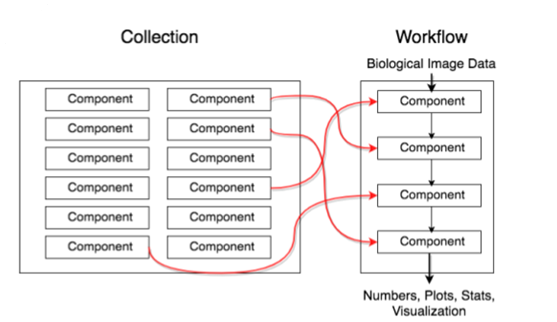 Collection
Workflow
Biological Image Data
Component Component
Component Component
Component Component
Component Component
Component Component
Component Component
Component
Component
Component
Component
Numbers, Plots, Stats,
Visualization